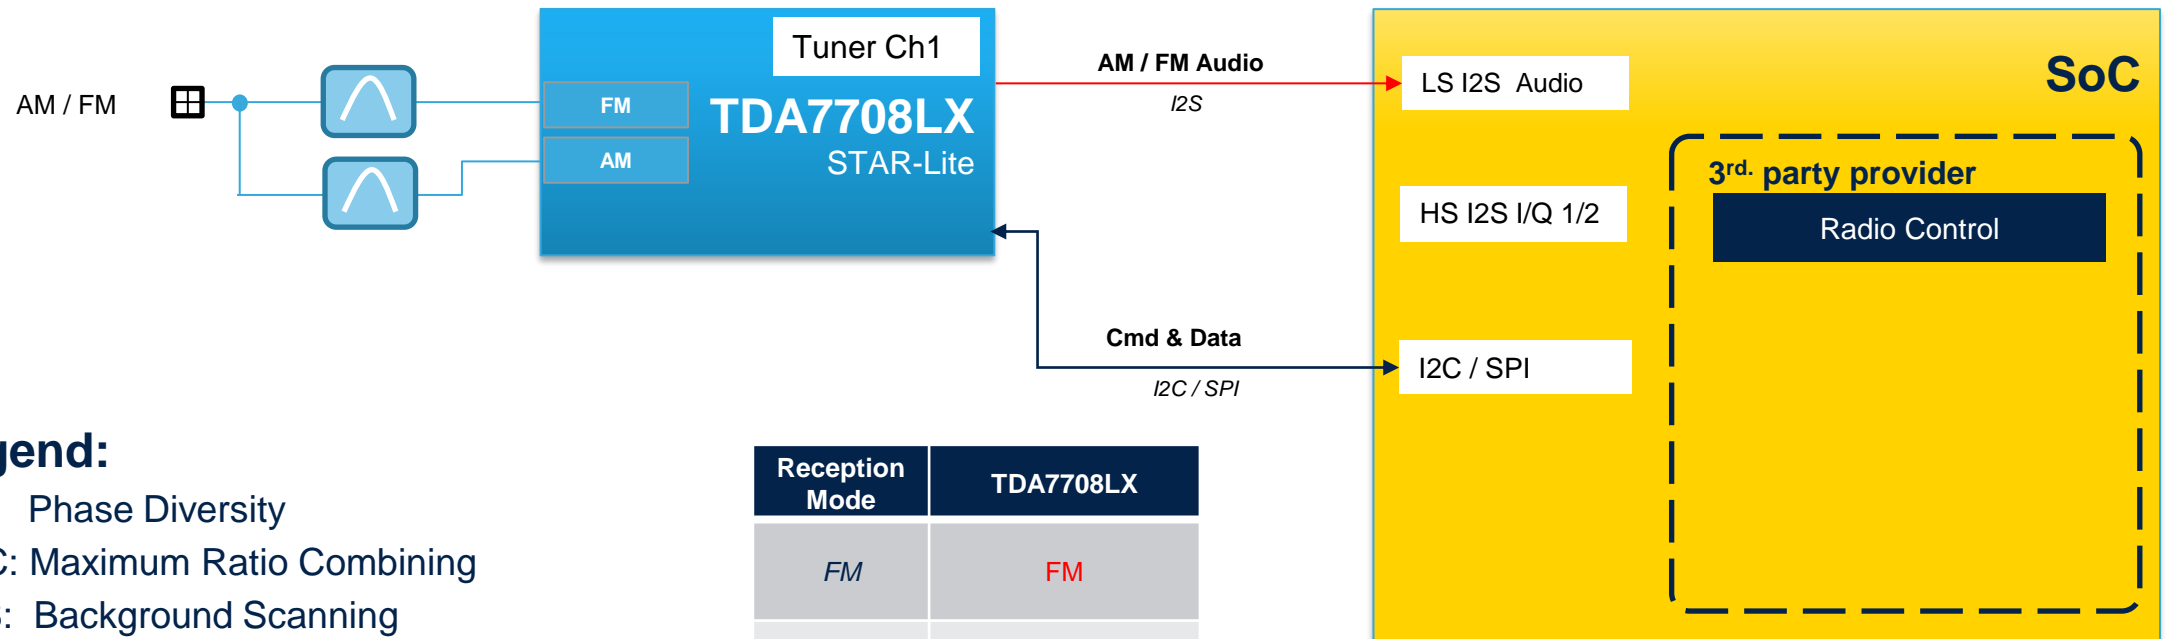 AM / FM
Tuner Ch1
FM
TDA7708LX
AM
STAR-Lite
AM / FM Audio
I2S
Cmd & Data
I2C / SPI
SoC
LS I2S Audio
HS I2S I/Q 1/2
I2C / SPI
3rd. party provider
Radio Control
gend:
Phase Diversity
C: Maximum Ratio Combining
: Background Scanning
Reception
Mode
TDA7708LX
FM
FM